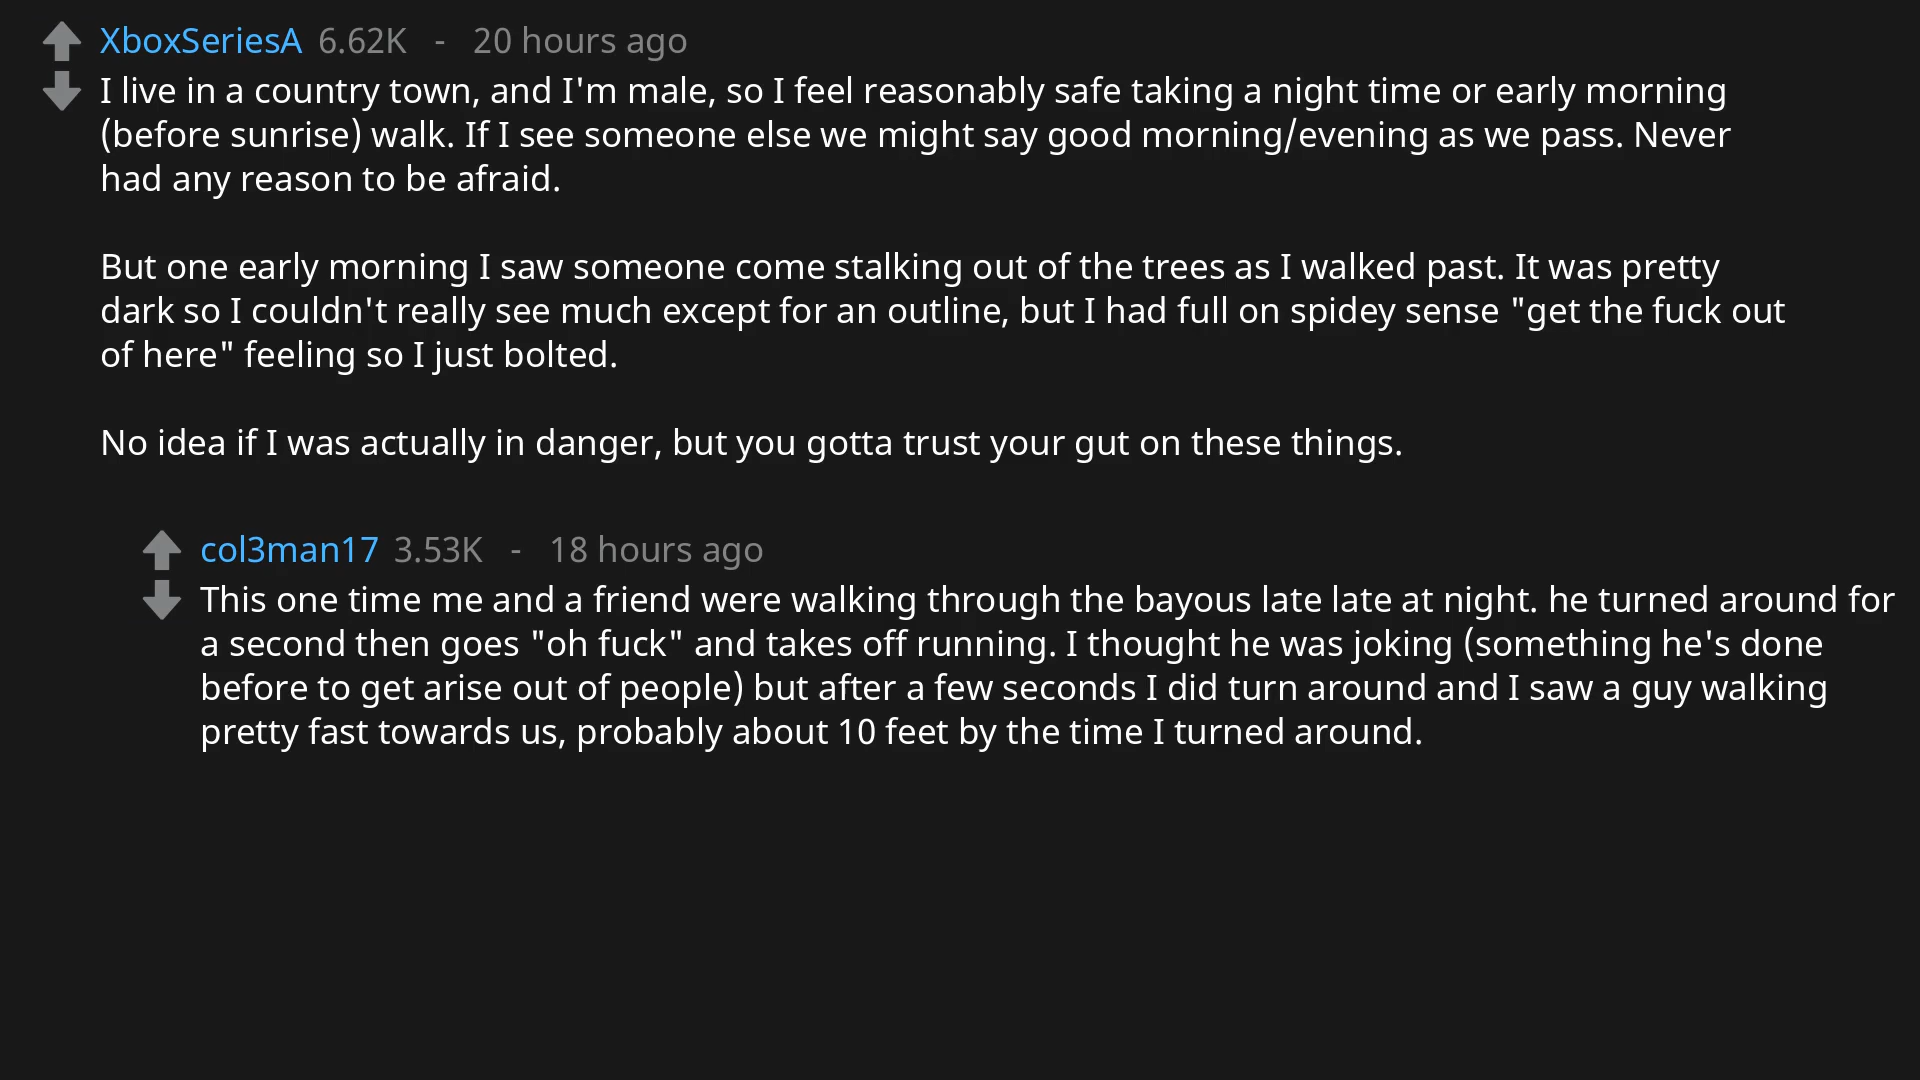 XboxSeriesA 6.62K - 20 hours ago
I live in a country town, and I'm male, so I feel reasonably safe taking a night time or early morning
(before sunrise) walk. If I see someone else we might say good morning/evening as we pass. Never
had any reason to be afraid.
But one early morning I saw someone come stalking out of the trees as I walked past. It was pretty
dark so I couldn't really see much except for an outline, but I had full on spidey sense "get the fuck out
of here" feeling so I just bolted.
No idea if I was actually in danger, but you gotta trust your gut on these things.
col3man17 3.53K - 18 hours ago
This one time me and a friend were walking through the bayous late late at night. he turned around for
a second then goes "oh fuck" and takes off running. I thought he was joking (something he's done
before to get arise out of people) but after a few seconds I did turn around and I saw a guy walking
pretty fast towards us, probably about 10 feet by the time I turned around.